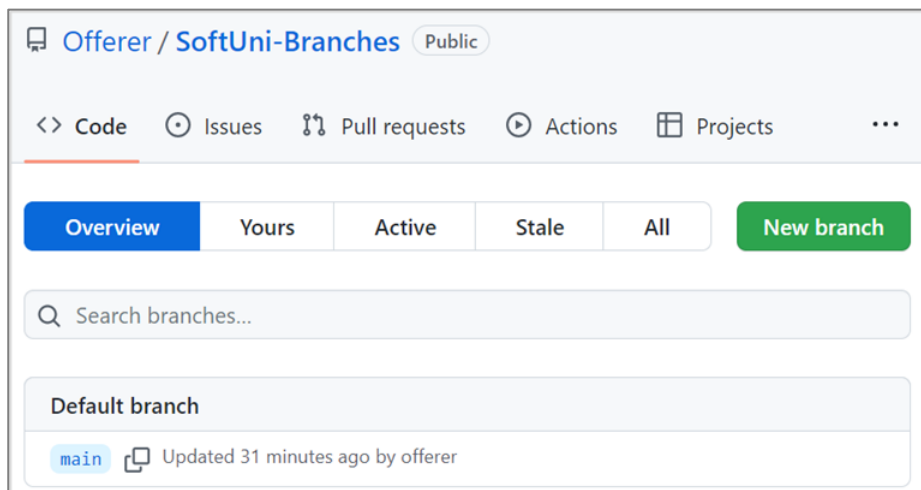 Offerer / SoftUni-Branches Public
Code Issues Pull requests Actions Projects ...
Overview Yours Active Stale All New branch
Search branches...
Default branch
main Updated 31 minutes ago by offerer